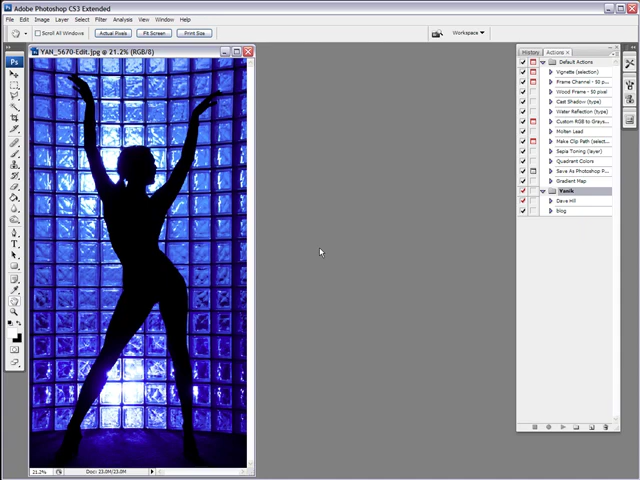 Adobe Photoshop CS3 Extended
File Edit Image Layer Select Filter Analysis View Window Help
Scroll All Windows Actual Pixels Fit Screen Print Size Workspace
YAN_5670-Edit.jpg @ 21.2% (RGB/8)
Ps
History Actions
Default Actions
Vignette (selection)
Frame Channel - 50 p...
Wood Frame - 50 pixel
Cast Shadow (type)
Water Reflection (type)
Custom RGB to Grays...
Molten Lead
Make Clip Path (select...
Sepia Toning (layer)
Quadrant Colors
Save As Photoshop P...
Gradient Map
Yanik
Dave Hill
blog
21.2% Doc: 23.0M/23.0M